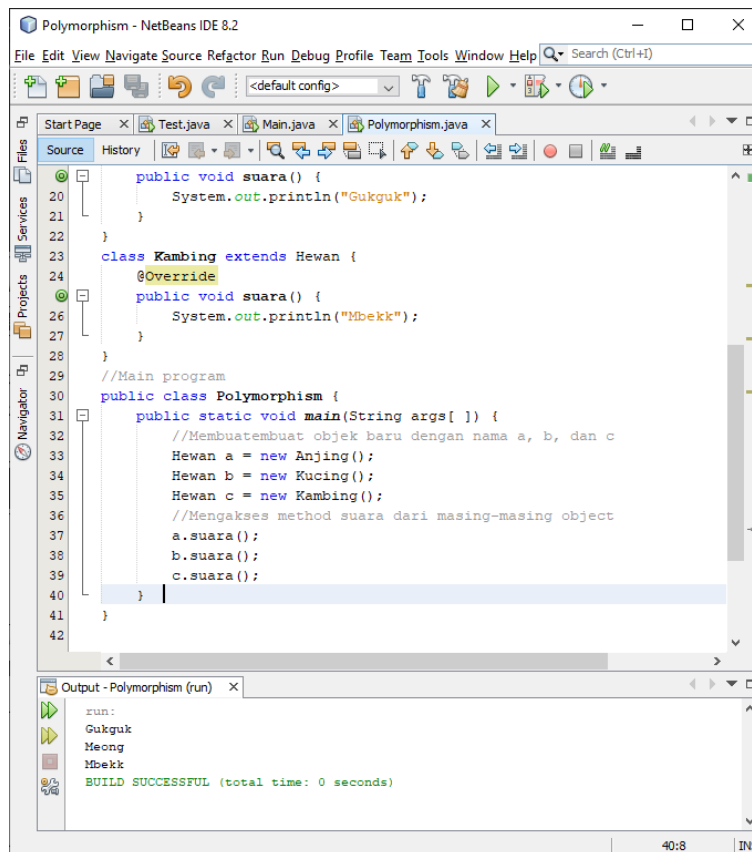 Polymorphism - NetBeans IDE 8.2
File Edit View Navigate Source Refactor Run Debug Profile Team Tools Window Help Search (Ctrl+I)
<default config>
Start Page Test.java Main.java Polymorphism.java
Source History
Files
Services
Projects
Navigator
public void suara() {
20 System.out.println("Gukguk");
21 }
22 }
23 class Kambing extends Hewan {
24 @Override
public void suara() {
26 System.out.println("Mbekk");
27 }
28 }
29 //Main program
30 public class Polymorphism {
31 public static void main(String args[ ]) {
32 //Membuatembuat objek baru dengan nama a, b, dan c
33 Hewan a = new Anjing();
34 Hewan b = new Kucing();
35 Hewan c = new Kambing();
36 //Mengakses method suara dari masing-masing object
37 a.suara();
38 b.suara();
39 c.suara();
40 }
41 }
42
Output - Polymorphism (run)
run:
Gukguk
Meong
Mbekk
BUILD SUCCESSFUL (total time: 0 seconds)
40:8 IN